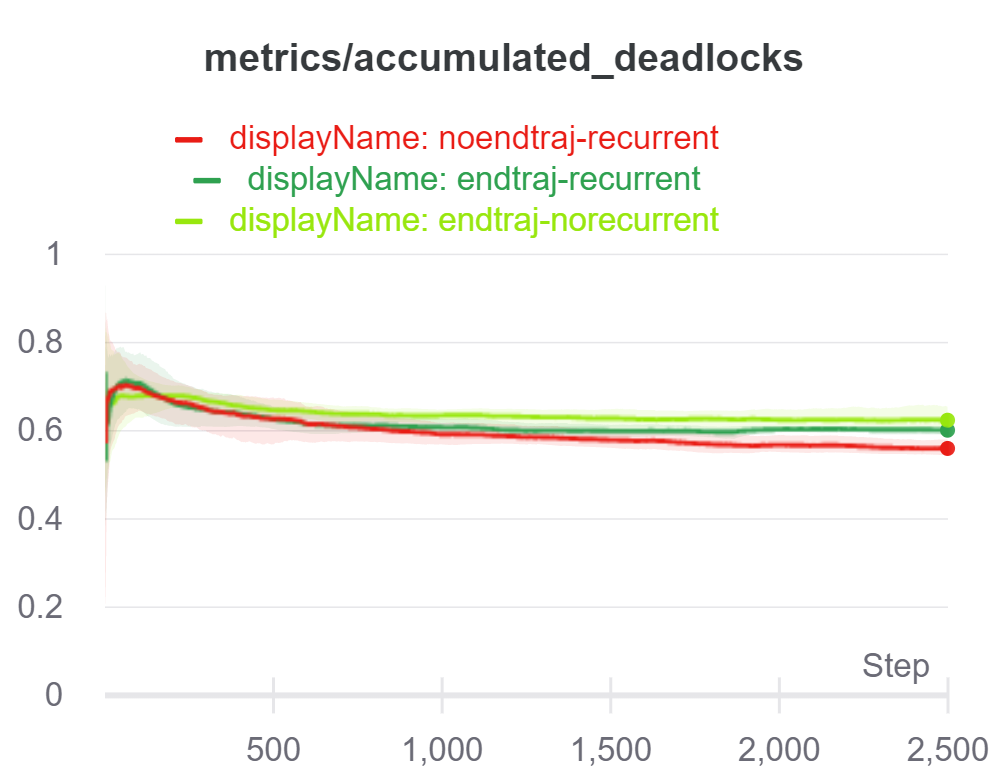 metrics/accumulated_deadlocks
displayName: noendtraj-recurrent
displayName: endtraj-recurrent
displayName: endtraj-norecurrent
1
0.8
0.6
0.4
0.2
Step
0
500 1,000 1,500 2,000 2,500